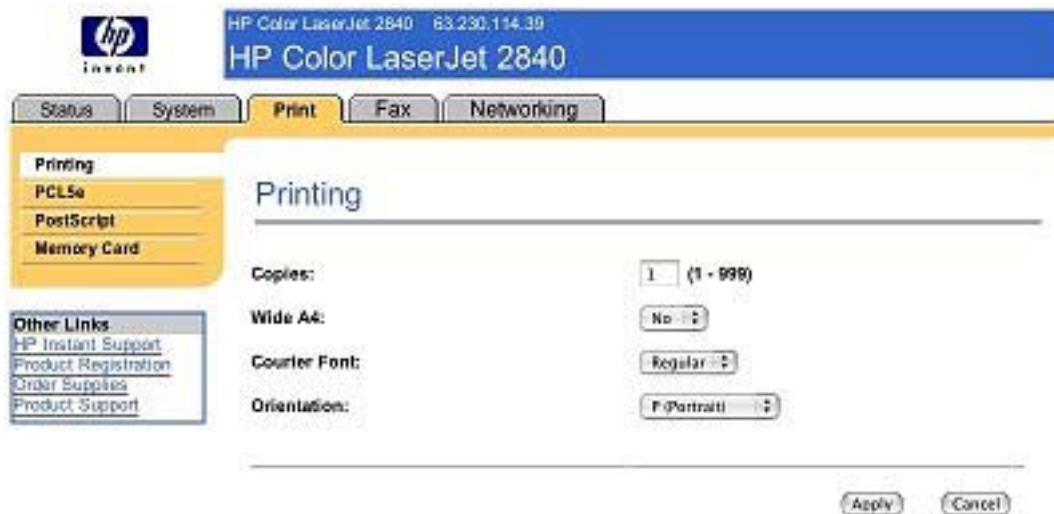 hp
invent
HP Color LaserJet 2840 63.230.114.39
HP Color LaserJet 2840
Status System Print Fax Networking
Printing
PCL5e
PostScript
Memory Card
Other Links
HP Instant Support
Product Registration
Order Supplies
Product Support
Printing
Copies: 1 (1 - 999)
Wide A4: No
Courier Font: Regular
Orientation: P (Portrait)
Apply Cancel